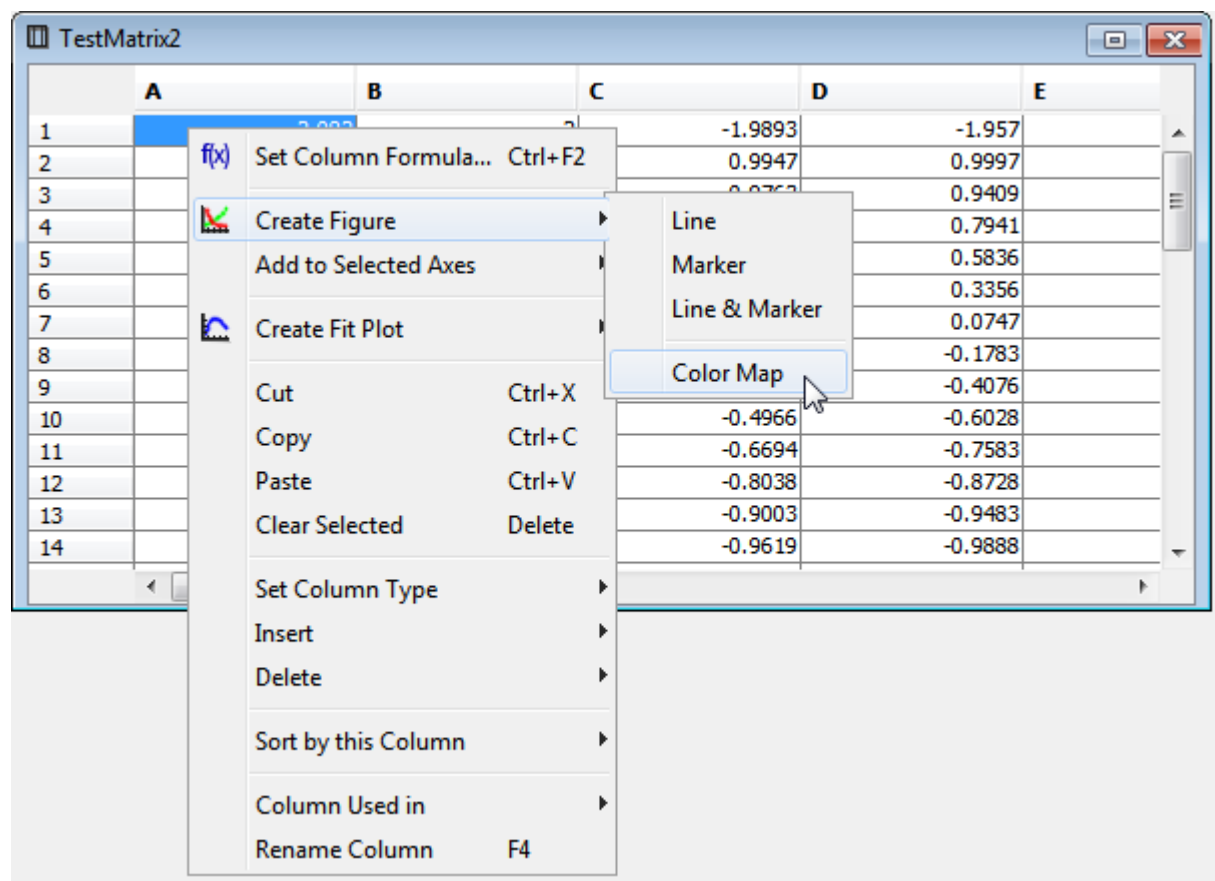 TestMatrix2
A B C D E
1 -1.9893 -1.957
2 Set Column Formula... Ctrl+F2 0.9947 0.9997
3 0.9409
4 Create Figure Line 0.7941
5 Add to Selected Axes Marker 0.5836
6 Line & Marker 0.3356
7 Create Fit Plot 0.0747
8 Color Map -0.1783
9 Cut Ctrl+X -0.4076
10 Copy Ctrl+C -0.4966 -0.6028
11 -0.6694 -0.7583
12 Paste Ctrl+V -0.8038 -0.8728
13 Clear Selected Delete -0.9003 -0.9483
14 -0.9619 -0.9888
Set Column Type
Insert
Delete
Sort by this Column
Column Used in
Rename Column F4